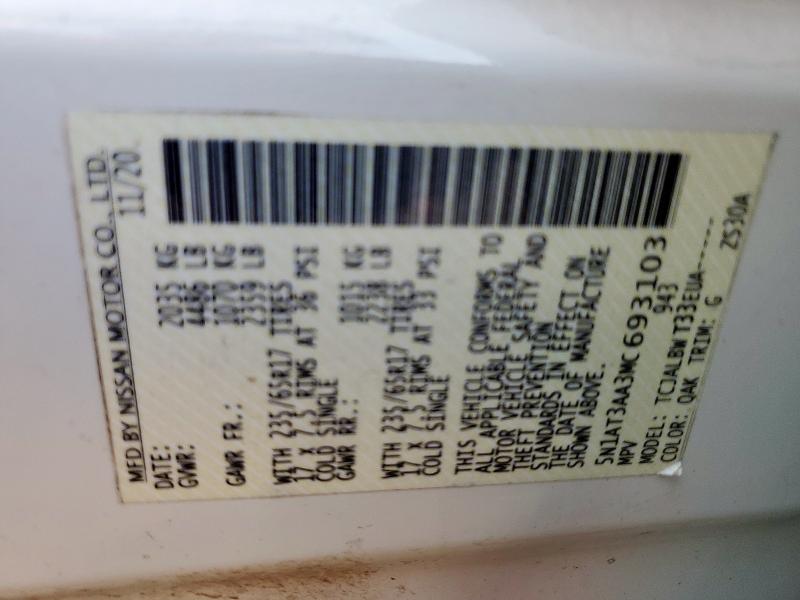 MFD BY NISSAN MOTOR CO., LTD.
DATE: 11/20
GVWR: 2035 KG
4486 LB
GAWR FR.: 1070 KG
2359 LB
WITH 235/65R17 TIRES
17 X 7.5 RIMS AT 36 PSI
COLD SINGLE
GAWR RR.: 1015 KG
2238 LB
WITH 235/65R17 TIRES
17 X 7.5 RIMS AT 33 PSI
COLD SINGLE
THIS VEHICLE CONFORMS TO
ALL APPLICABLE FEDERAL
MOTOR VEHICLE SAFETY AND
THEFT PREVENTION
STANDARDS IN EFFECT ON
THE DATE OF MANUFACTURE
SHOWN ABOVE.
5N1AT3AA3MC693103
MPV 943
MODEL: TCJALBW T33EUA-----
COLOR: QAK TRIM: G ZS30A